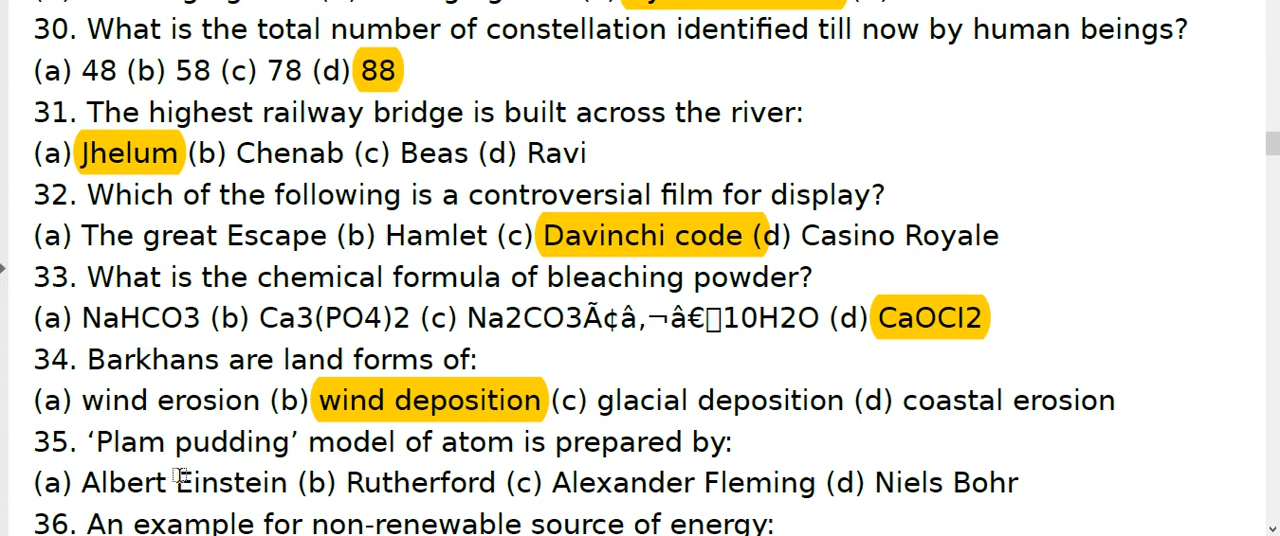 30. What is the total number of constellation identified till now by human beings?
(a) 48 (b) 58 (c) 78 (d) 88
31. The highest railway bridge is built across the river:
(a) Jhelum (b) Chenab (c) Beas (d) Ravi
32. Which of the following is a controversial film for display?
(a) The great Escape (b) Hamlet (c) Davinchi code (d) Casino Royale
33. What is the chemical formula of bleaching powder?
(a) NaHCO3 (b) Ca3(PO4)2 (c) Na2CO3Ã¢â‚¬â€10H2O (d) CaOCl2
34. Barkhans are land forms of:
(a) wind erosion (b) wind deposition (c) glacial deposition (d) coastal erosion
35. ‘Plam pudding’ model of atom is prepared by:
(a) Albert Einstein (b) Rutherford (c) Alexander Fleming (d) Niels Bohr
36. An example for non-renewable source of energy: